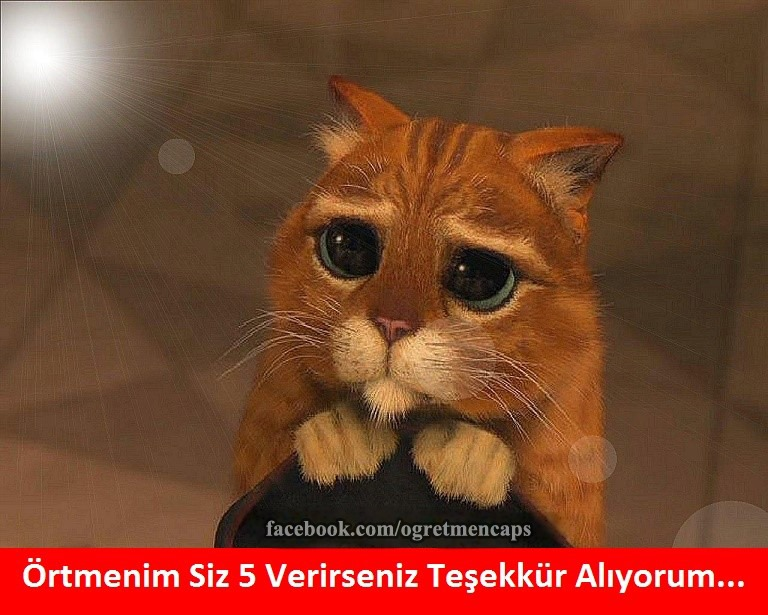 facebook.com/ogretmencaps
Örtmenim Siz 5 Verirseniz Teşekkür Alıyorum...